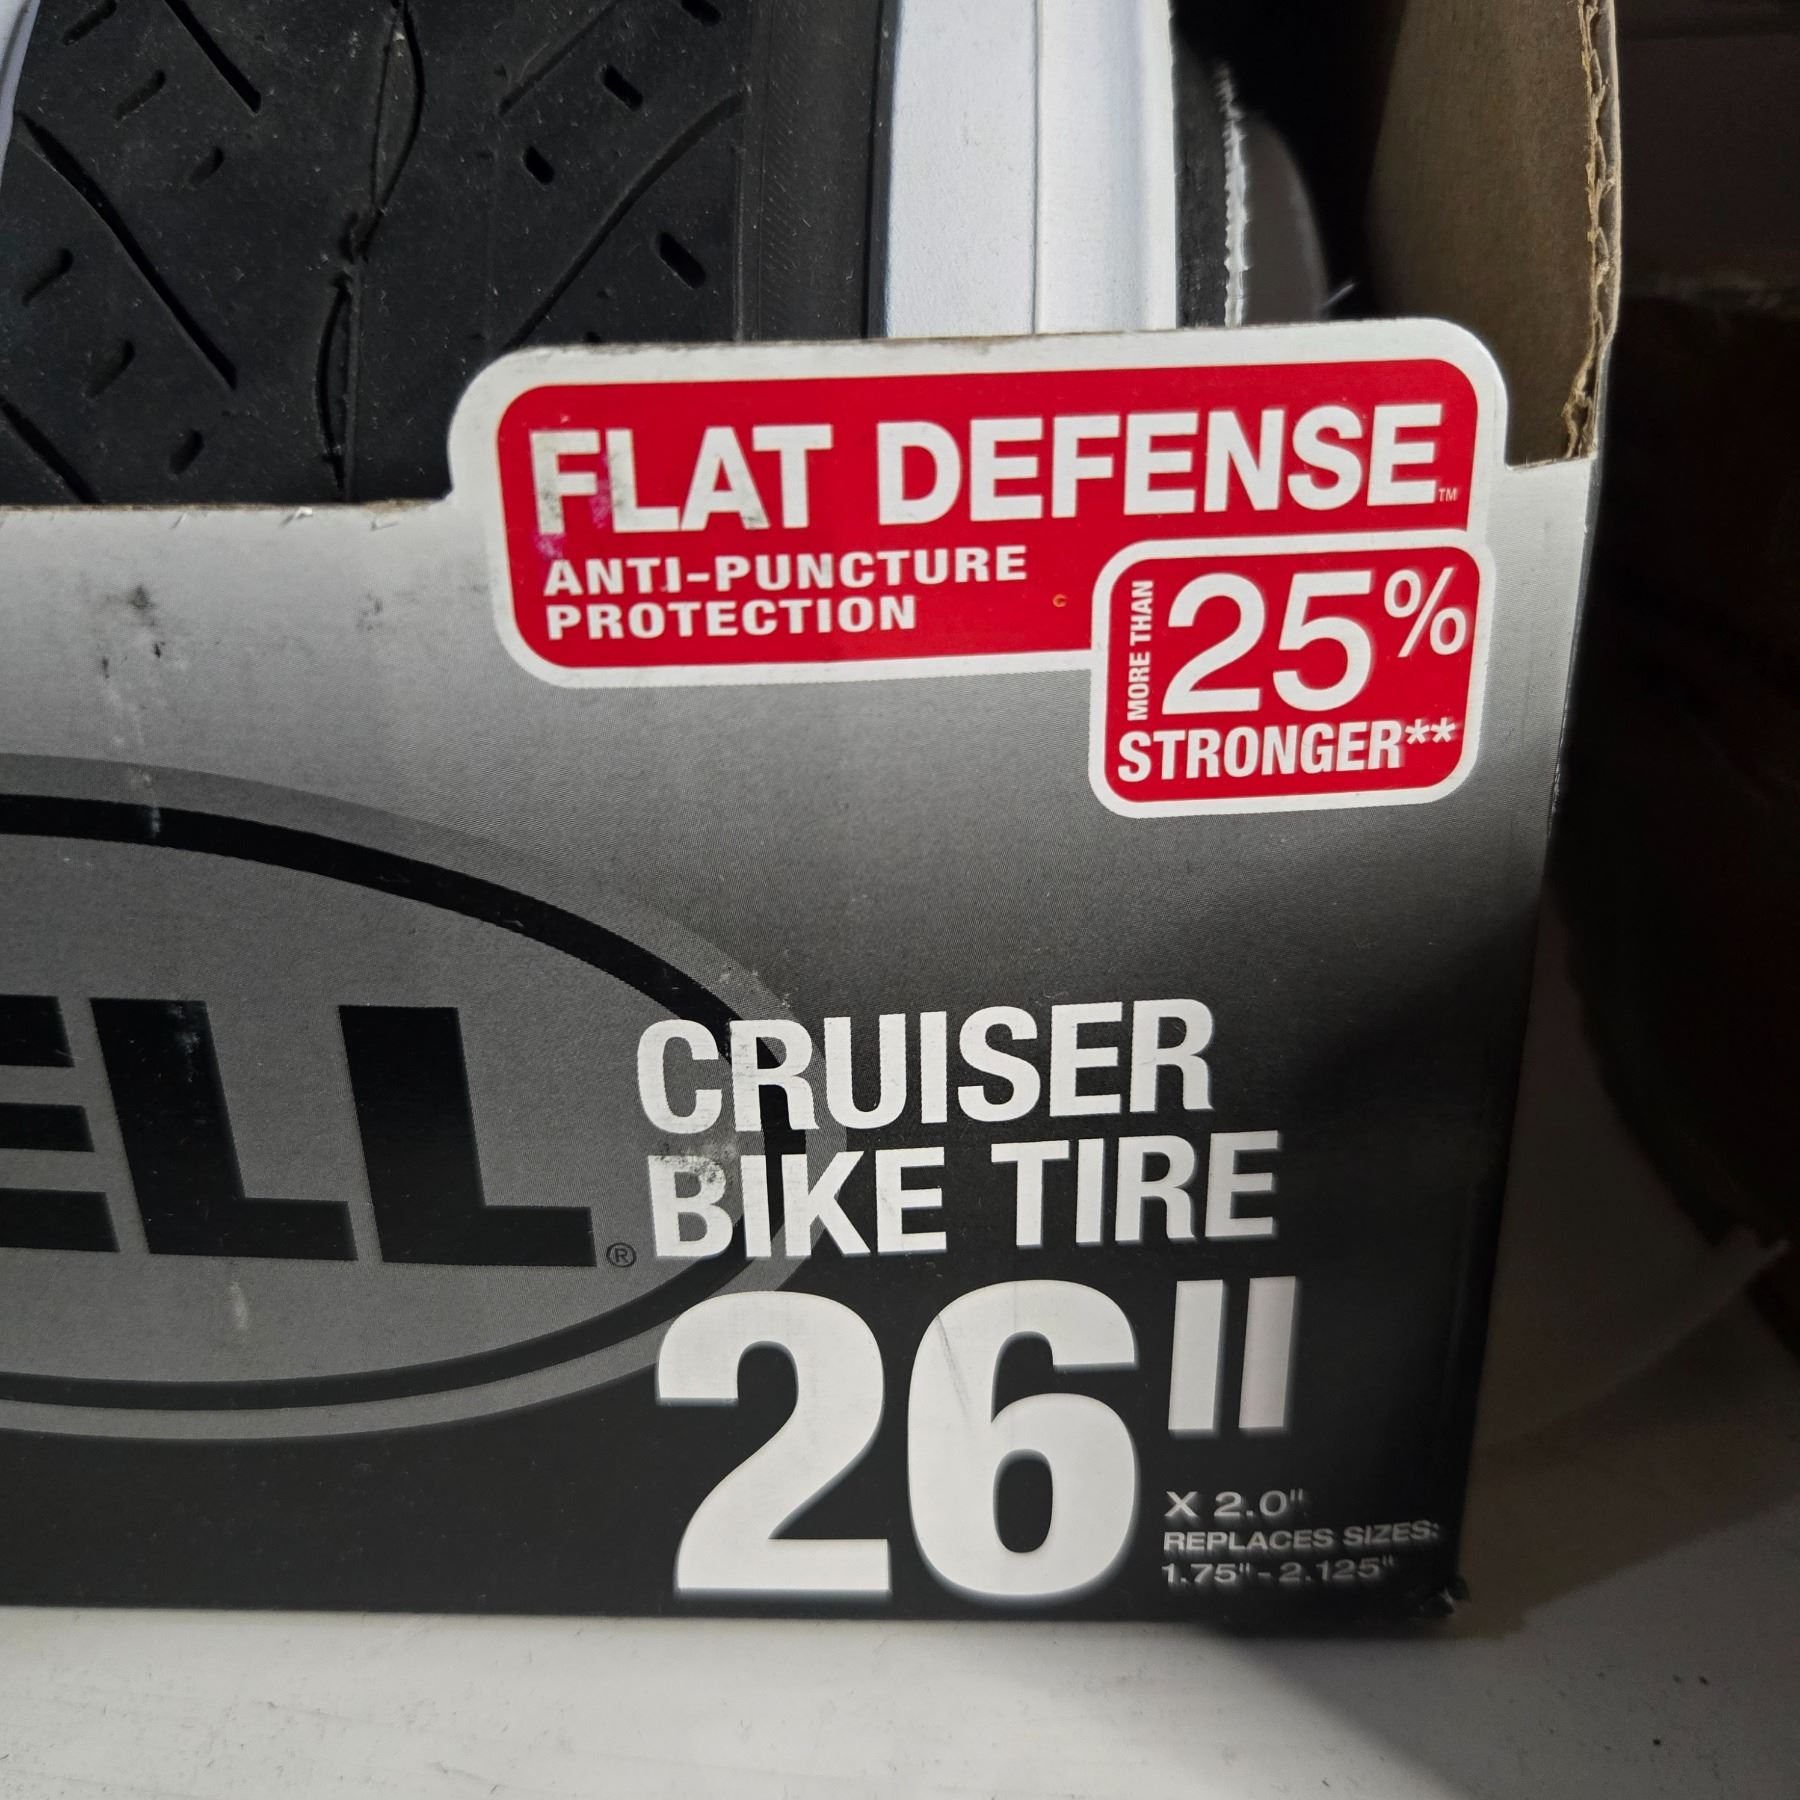 FLAT DEFENSE™
ANTI-PUNCTURE
PROTECTION
MORE THAN
25%
STRONGER**
ELL®
CRUISER
BIKE TIRE
26"
X 2.0"
REPLACES SIZES:
1.75" - 2.125"